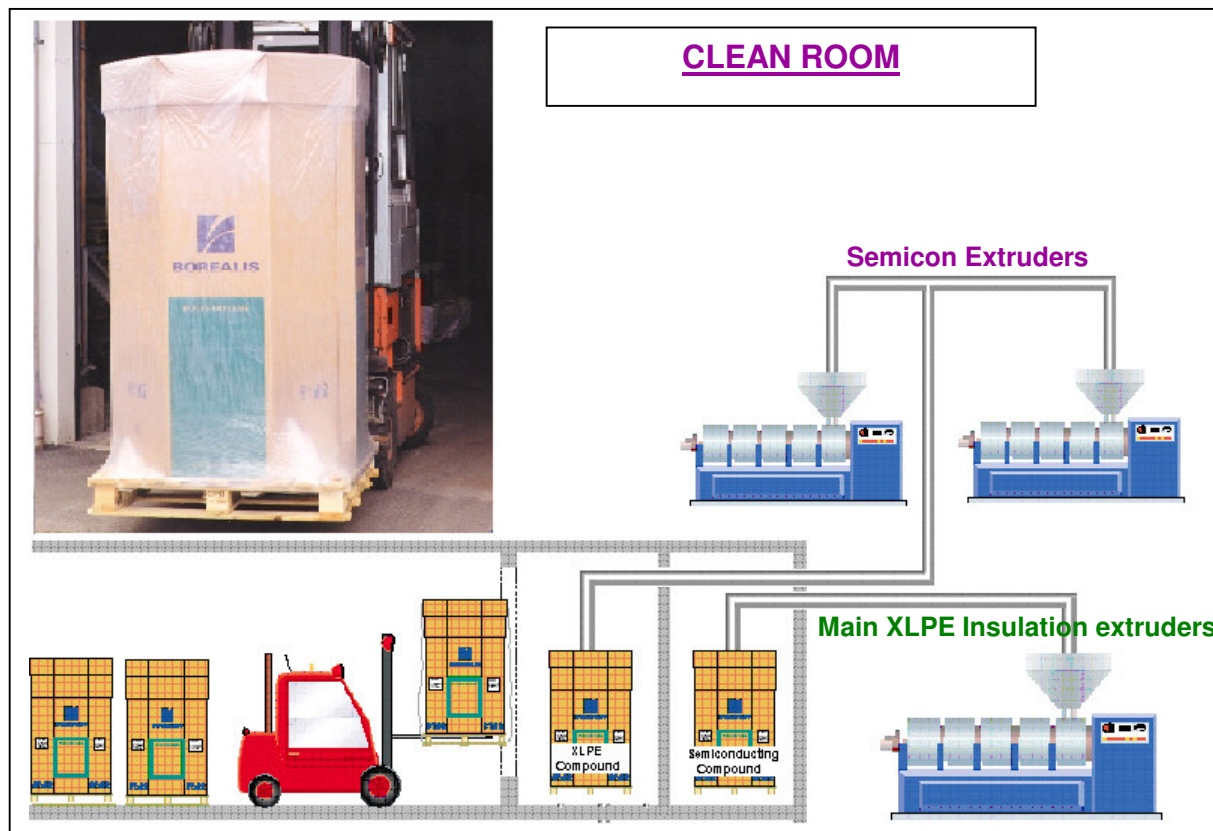 CLEAN ROOM
BOREALIS
Semicon Extruders
Main XLPE Insulation extruders
XLPE
Compound
Semiconducting
Compound